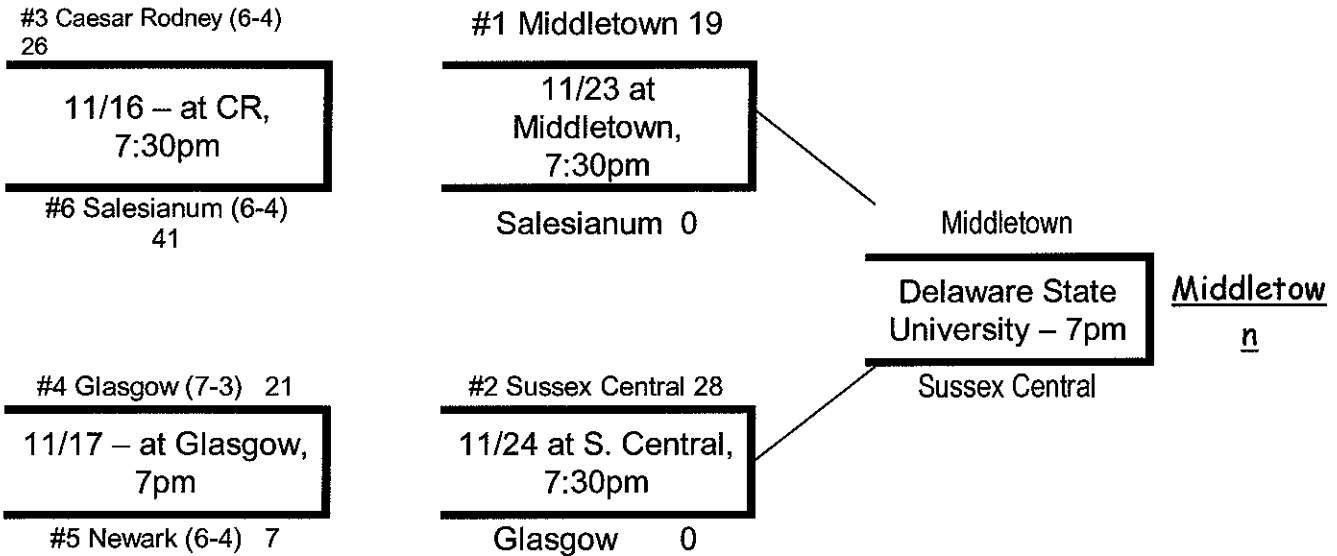 #3 Caesar Rodney (6-4)
26
11/16 – at CR,
7:30pm
#6 Salesianum (6-4)
41
#4 Glasgow (7-3) 21
11/17 – at Glasgow,
7pm
#5 Newark (6-4) 7
#1 Middletown 19
11/23 at
Middletown,
7:30pm
Salesianum 0
#2 Sussex Central 28
11/24 at S. Central,
7:30pm
Glasgow 0
Middletown
Delaware State
University – 7pm
Sussex Central
Middletow
n